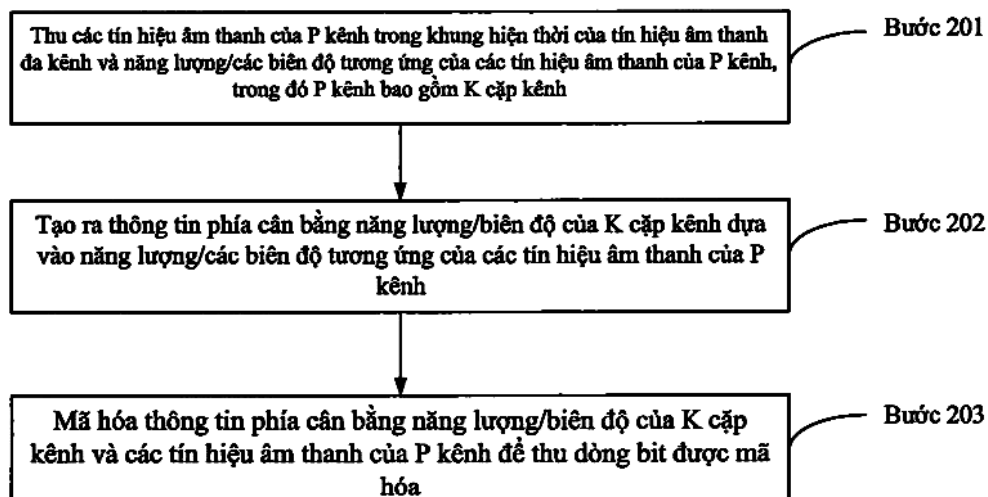 Thu các tín hiệu âm thanh của P kênh trong khung hiện thời của tín hiệu âm thanh
đa kênh và năng lượng/các biên độ tương ứng của các tín hiệu âm thanh của P kênh,
trong đó P kênh bao gồm K cặp kênh
Bước 201
Tạo ra thông tin phía cân bằng năng lượng/biên độ của K cặp kênh dựa
vào năng lượng/các biên độ tương ứng của các tín hiệu âm thanh của P
kênh
Bước 202
Mã hóa thông tin phía cân bằng năng lượng/biên độ của K cặp
kênh và các tín hiệu âm thanh của P kênh để thu dòng bit được mã
hóa
Bước 203